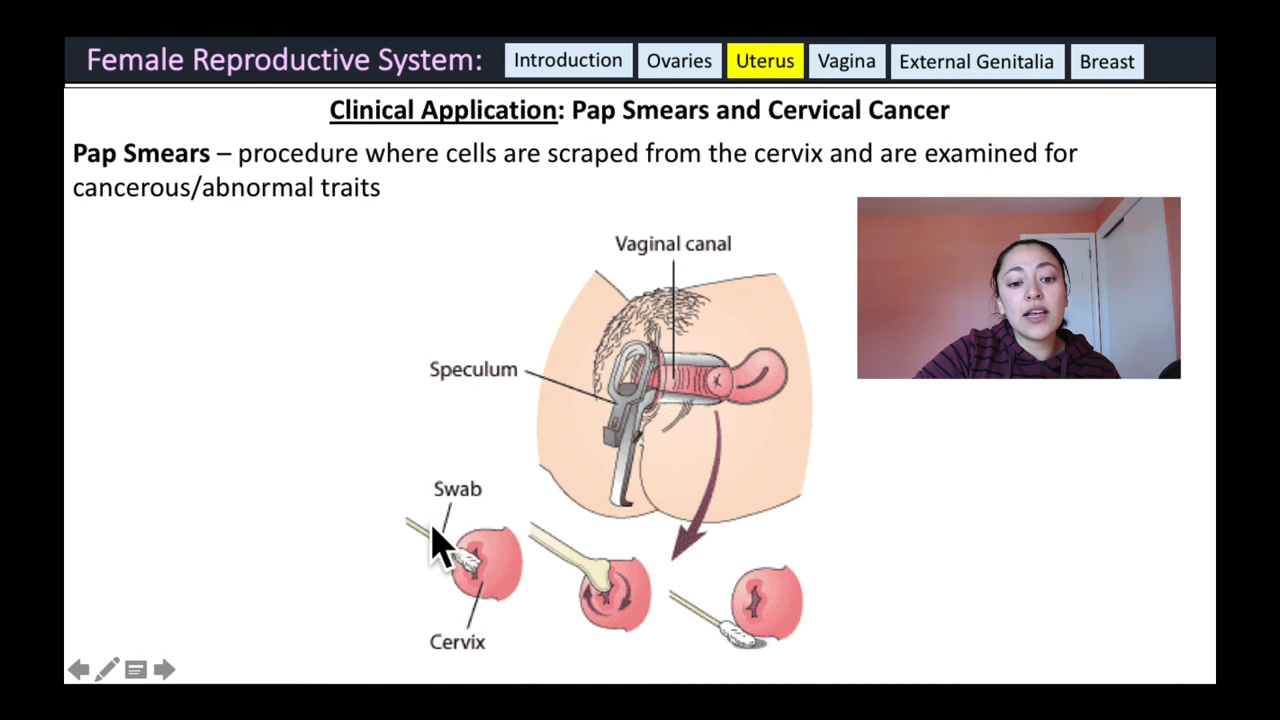 Female Reproductive System: Introduction Ovaries Uterus Vagina External Genitalia Breast
Clinical Application: Pap Smears and Cervical Cancer
Pap Smears – procedure where cells are scraped from the cervix and are examined for
cancerous/abnormal traits
Vaginal canal
Speculum
Swab
Cervix